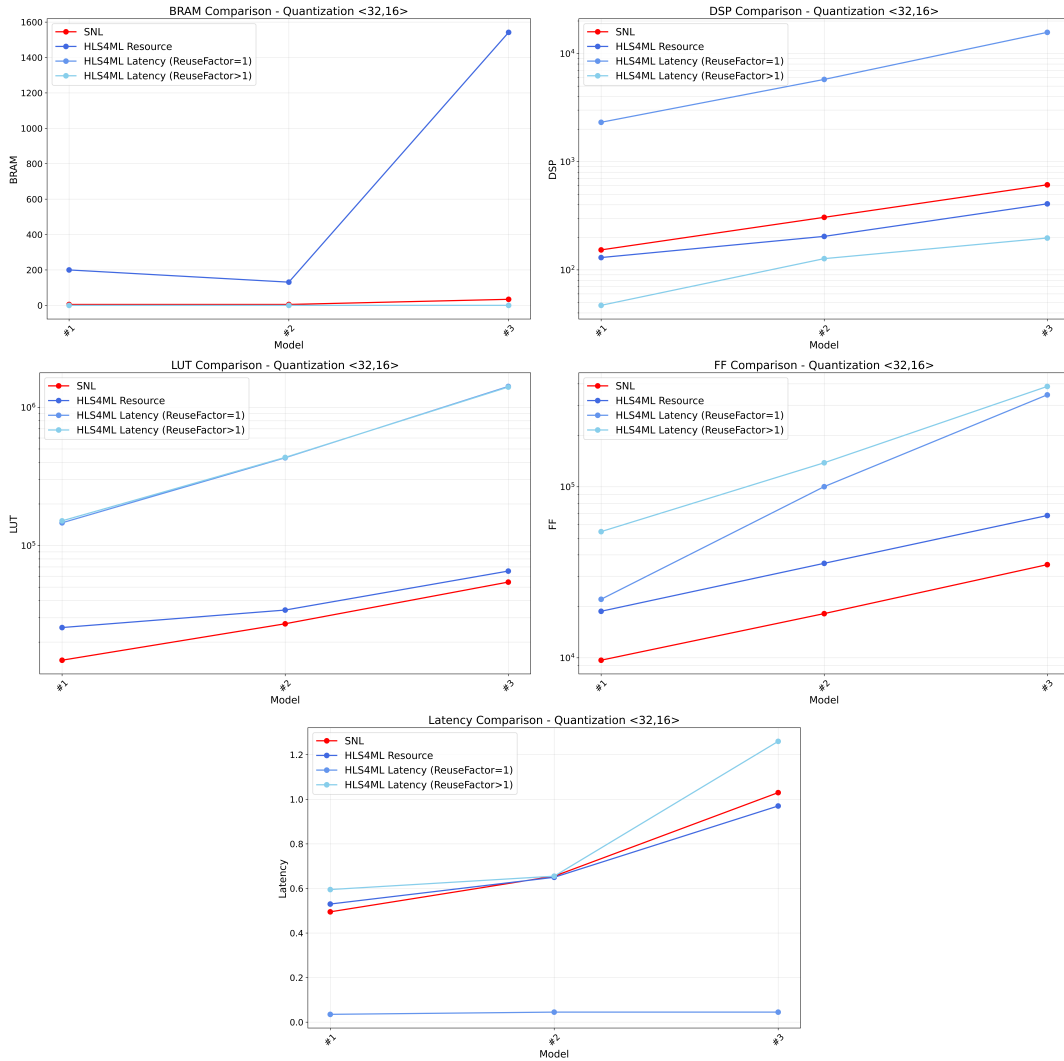 BRAM Comparison - Quantization <32,16>
SNL
HLS4ML Resource
HLS4ML Latency (ReuseFactor=1)
HLS4ML Latency (ReuseFactor>1)
1600
1400
1200
1000
800
600
400
200
0
BRAM
#1
#2
#3
Model
DSP Comparison - Quantization <32,16>
SNL
HLS4ML Resource
HLS4ML Latency (ReuseFactor=1)
HLS4ML Latency (ReuseFactor>1)
10⁴
10³
10²
DSP
#1
#2
#3
Model
LUT Comparison - Quantization <32,16>
SNL
HLS4ML Resource
HLS4ML Latency (ReuseFactor=1)
HLS4ML Latency (ReuseFactor>1)
10⁶
10⁵
LUT
#1
#2
#3
Model
FF Comparison - Quantization <32,16>
SNL
HLS4ML Resource
HLS4ML Latency (ReuseFactor=1)
HLS4ML Latency (ReuseFactor>1)
10⁵
10⁴
FF
#1
#2
#3
Model
Latency Comparison - Quantization <32,16>
SNL
HLS4ML Resource
HLS4ML Latency (ReuseFactor=1)
HLS4ML Latency (ReuseFactor>1)
1.2
1.0
0.8
0.6
0.4
0.2
0.0
Latency
#1
#2
#3
Model